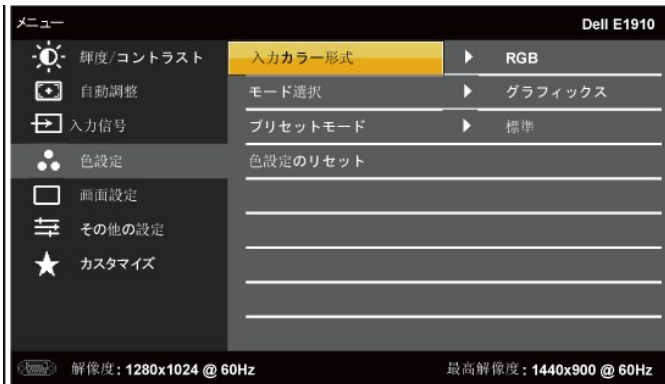 メニュー Dell E1910
輝度/コントラスト
自動調整
入力信号
色設定
画面設定
その他の設定
カスタマイズ
入力カラー形式 RGB
モード選択 グラフィックス
プリセットモード 標準
色設定のリセット
解像度: 1280x1024 @ 60Hz 最高解像度: 1440x900 @ 60Hz